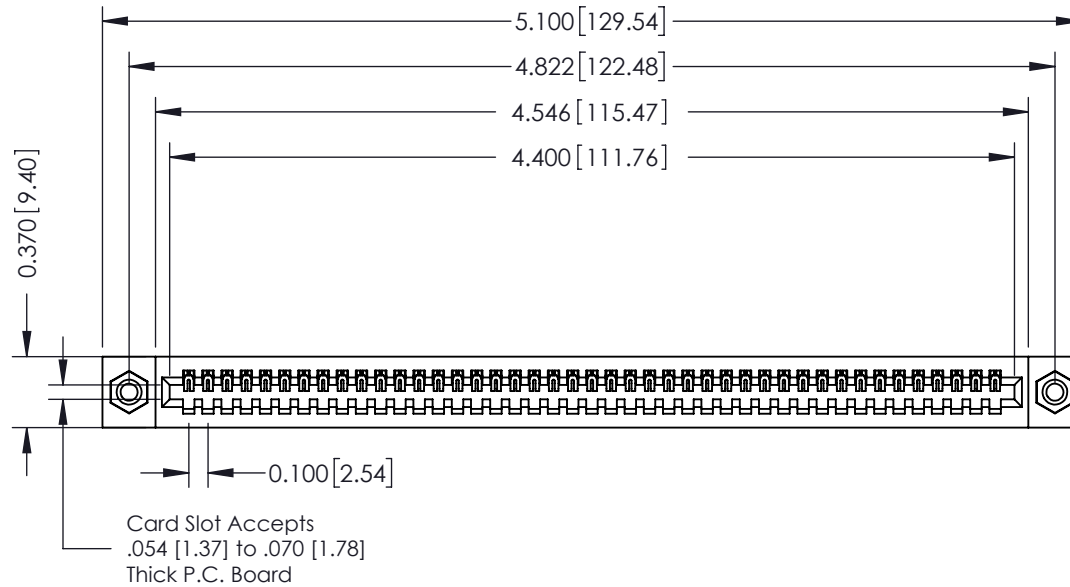 5.100[129.54]
4.822[122.48]
4.546[115.47]
4.400[111.76]
0.370[9.40]
0.100[2.54]
Card Slot Accepts
.054 [1.37] to .070 [1.78]
Thick P.C. Board